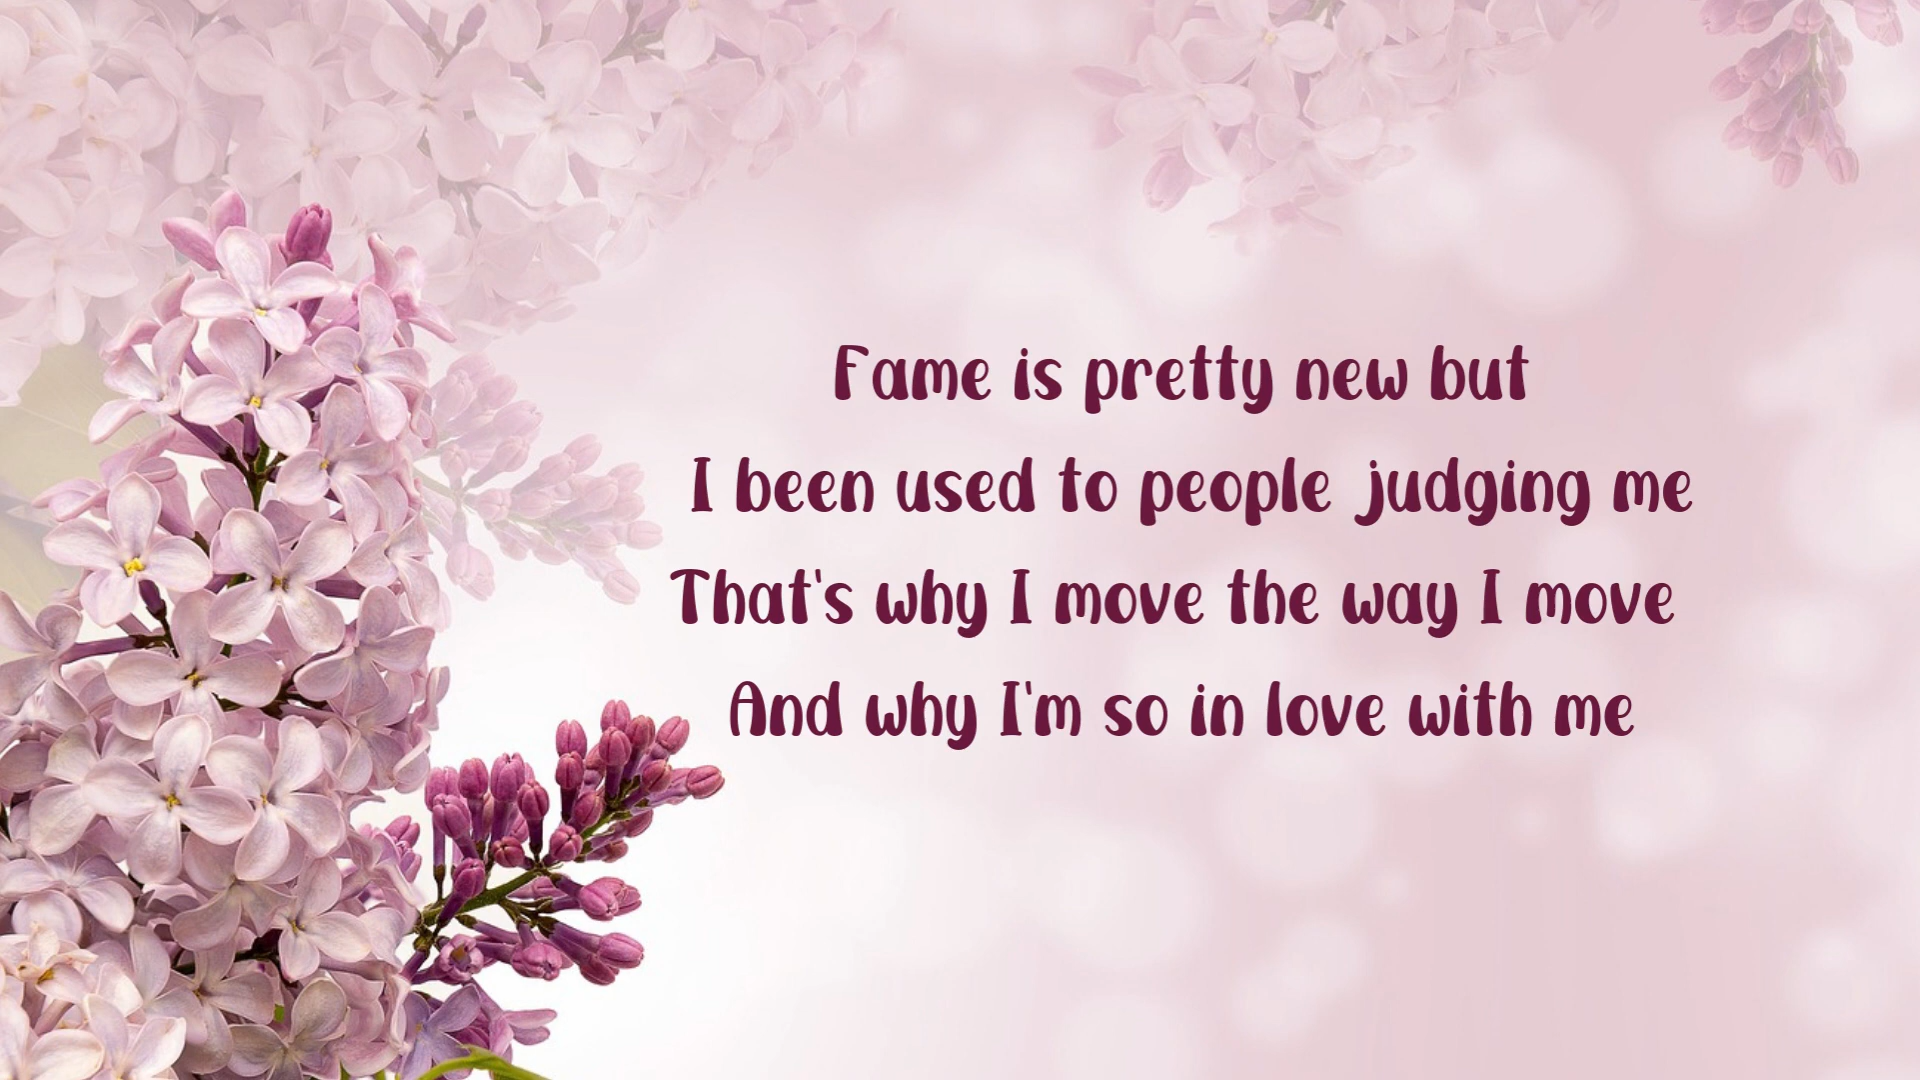 Fame is pretty new but
I been used to people judging me
That's why I move the way I move
And why I'm so in love with me